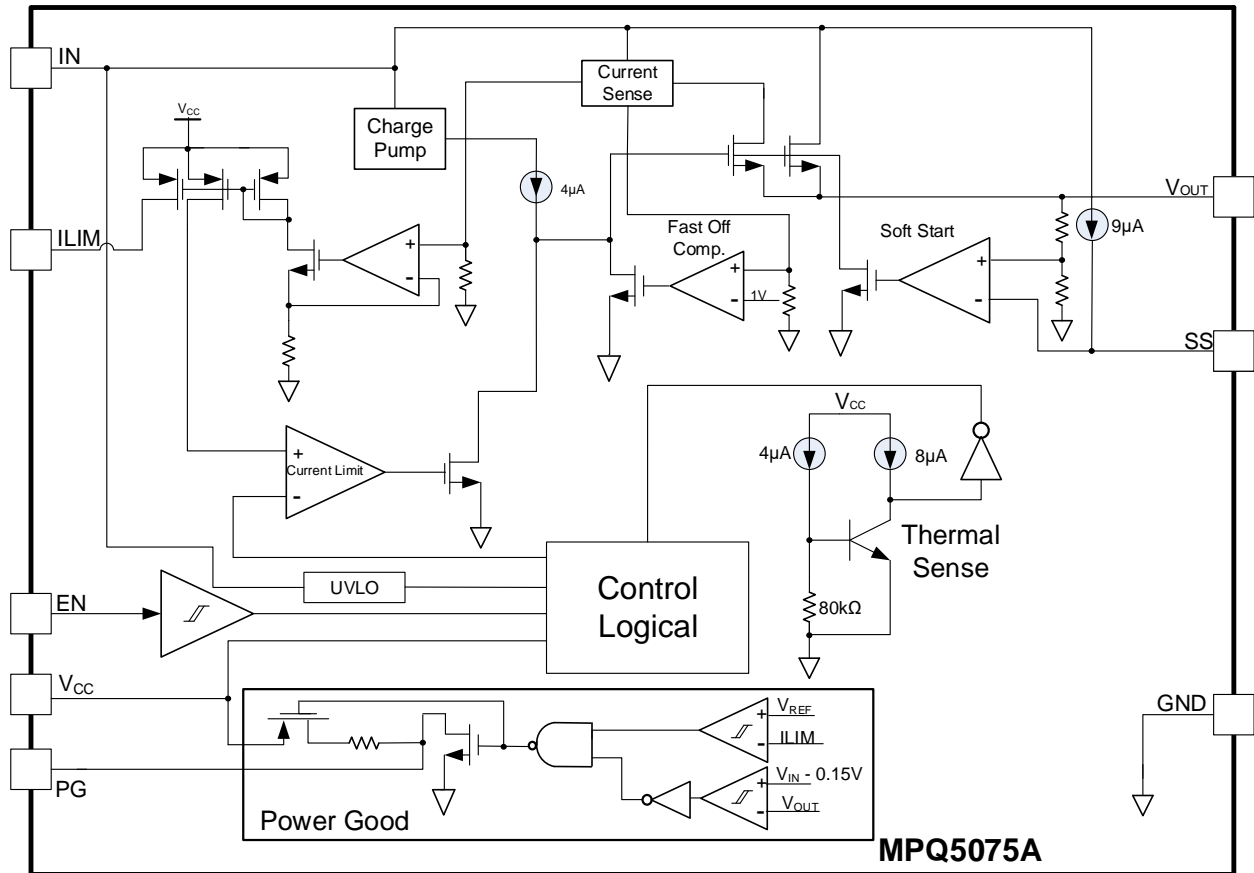 IN
Current
Sense
VCC
Charge
Pump
4µA
VOUT
ILIM
Fast Off
Comp.
Soft Start
9µA
+
-
+
-
1V
+
-
SS
VCC
4µA
8µA
+
Current Limit
-
Thermal
Sense
UVLO
Control
Logical
EN
80kΩ
VCC
GND
VREF
+
-
ILIM
PG
VIN - 0.15V
+
-
VOUT
Power Good
MPQ5075A